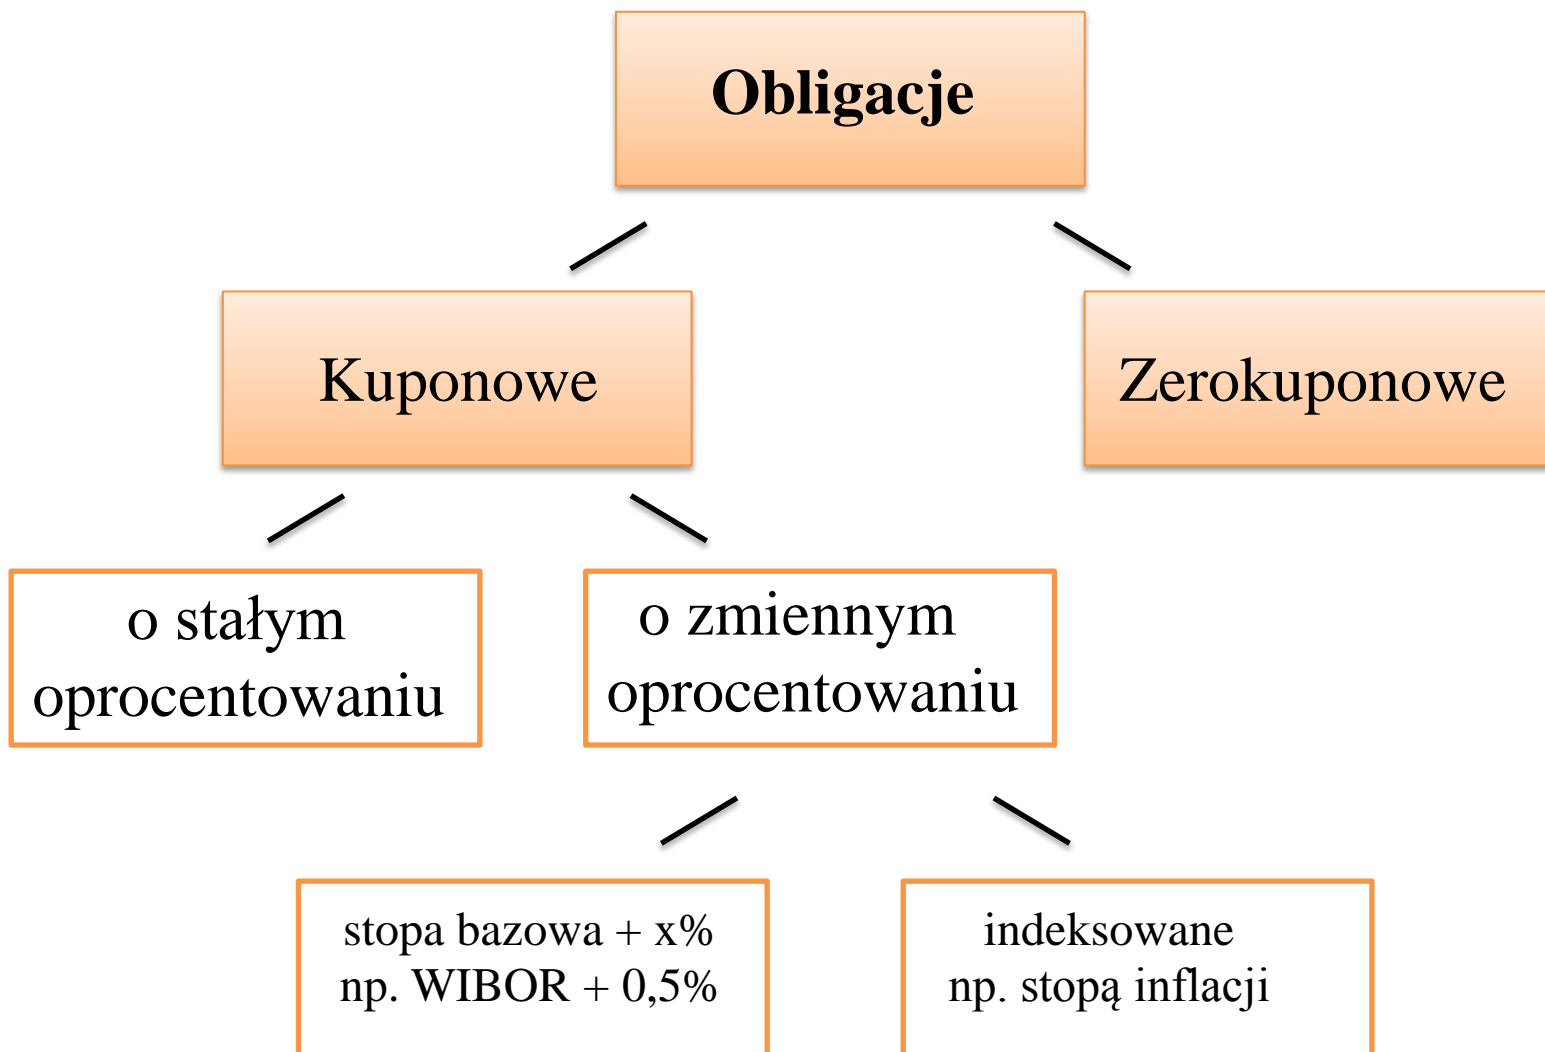 Obligacje
Kuponowe
Zerokuponowe
o stałym
oprocentowaniu
o zmiennym
oprocentowaniu
stopa bazowa + x%
np. WIBOR + 0,5%
indeksowane
np. stopą inflacji